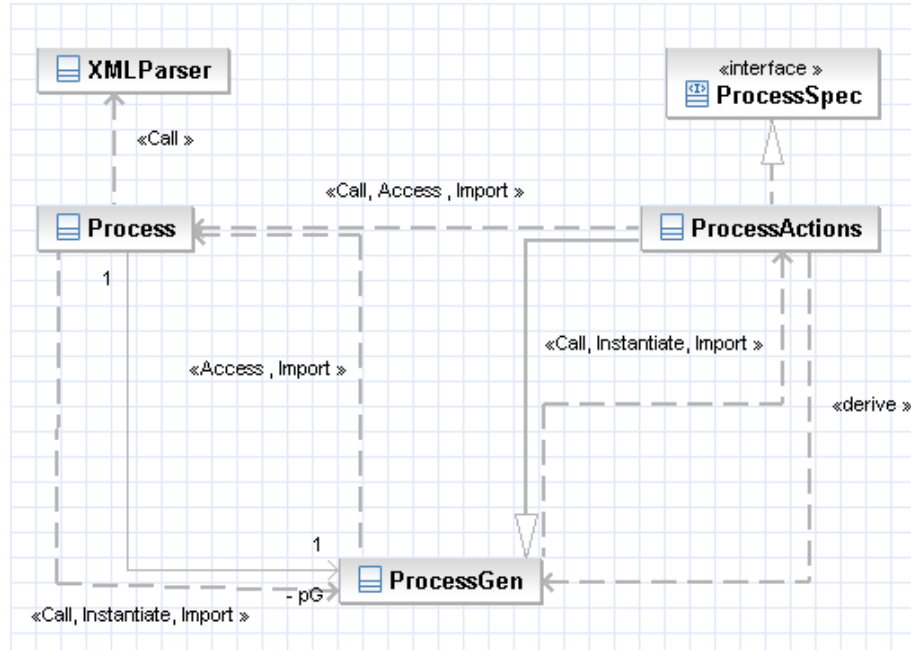 «interface »
XMLParser
ProcessSpec
«Call »
«Call, Access , Import »
Process
ProcessActions
1
«Call, Instantiate, Import »
«Access , Import »
«derive »
1
ProcessGen
- pG
«Call, Instantiate, Import »